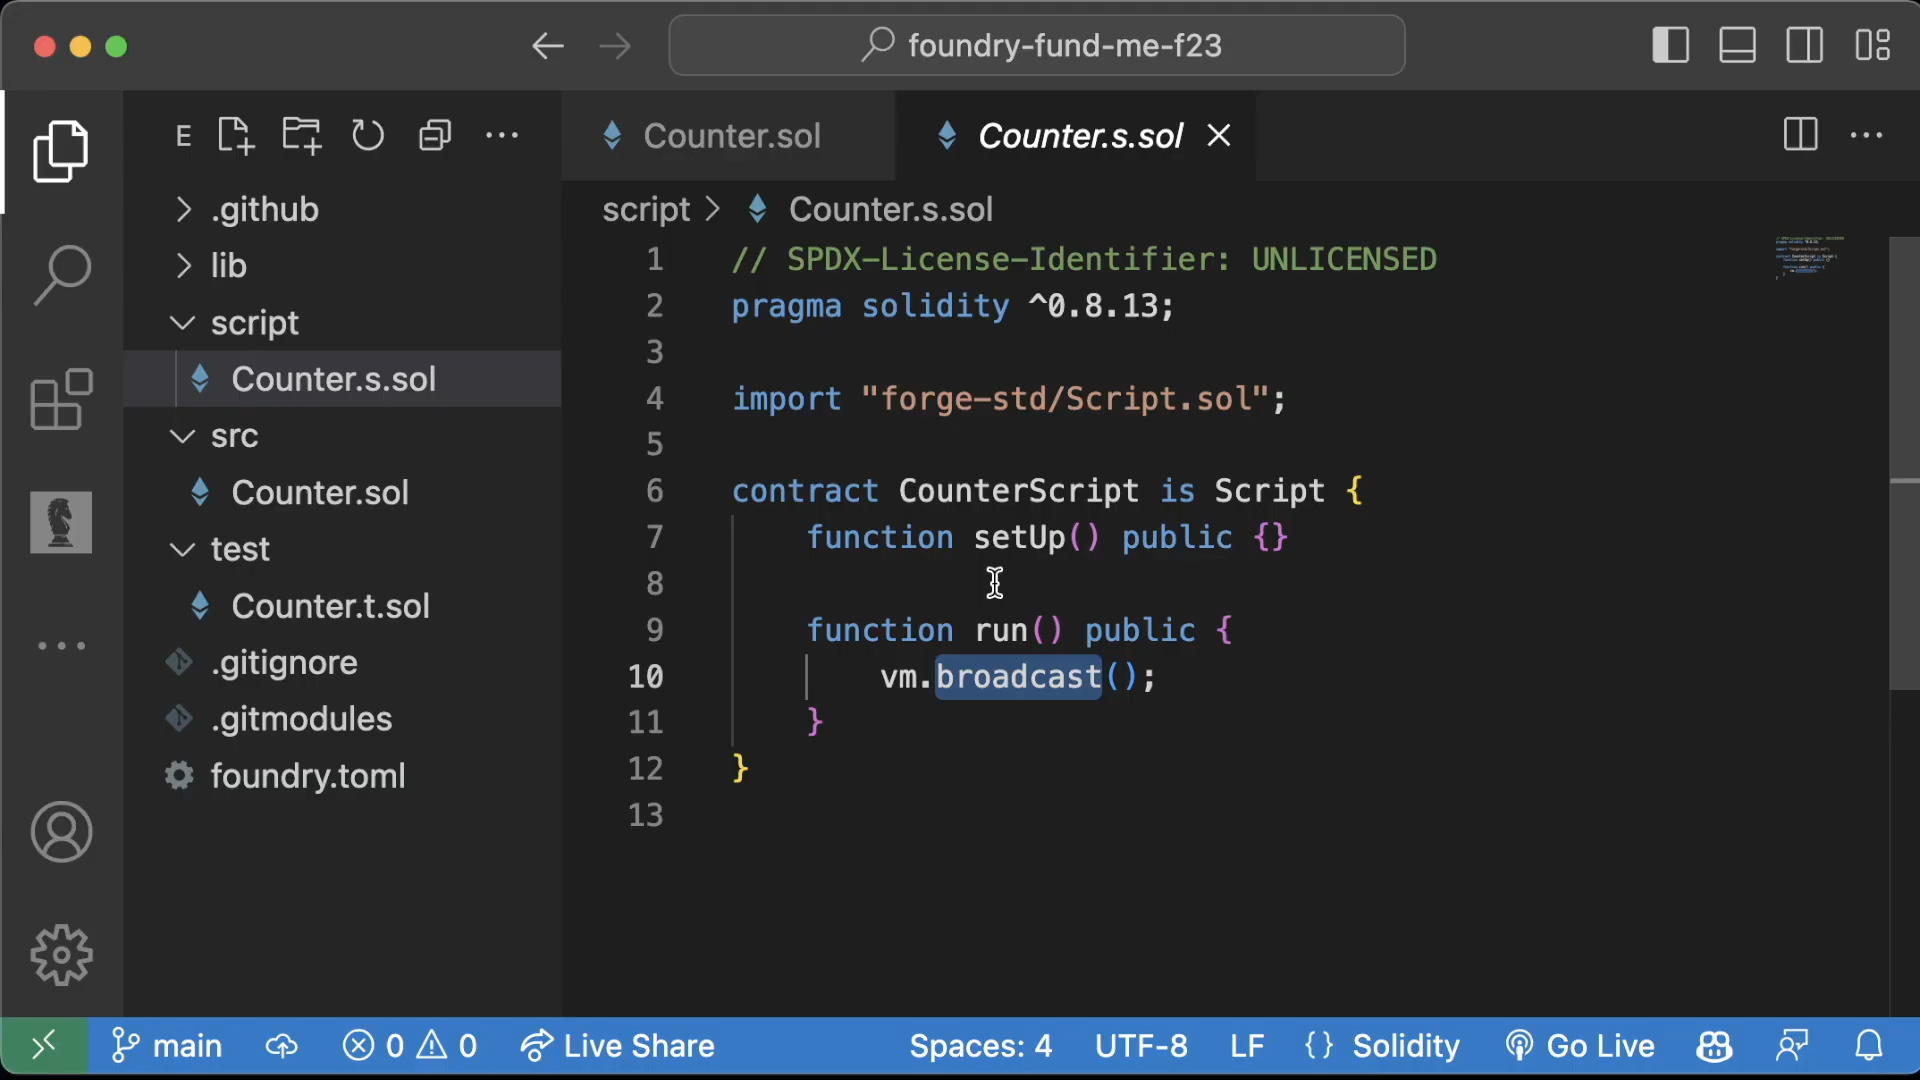 foundry-fund-me-f23
E
Counter.sol
Counter.s.sol
.github
lib
script
Counter.s.sol
src
Counter.sol
test
Counter.t.sol
.gitignore
.gitmodules
foundry.toml
script > Counter.s.sol
1 // SPDX-License-Identifier: UNLICENSED
2 pragma solidity ^0.8.13;
3
4 import "forge-std/Script.sol";
5
6 contract CounterScript is Script {
7 function setUp() public {}
8
9 function run() public {
10 vm.broadcast();
11 }
12 }
13
main 0 0 Live Share Spaces: 4 UTF-8 LF {} Solidity Go Live